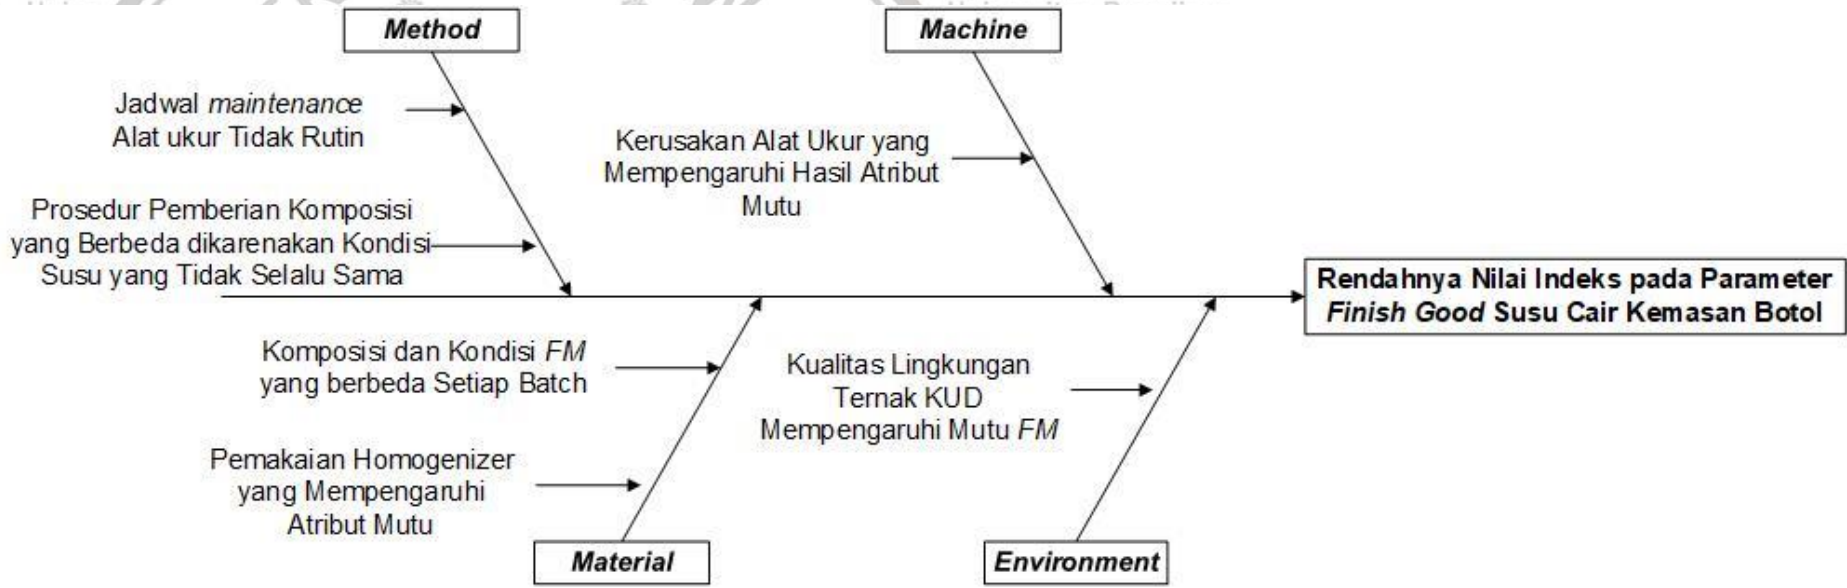 Method
Machine
Jadwal maintenance
Alat ukur Tidak Rutin
Kerusakan Alat Ukur yang
Mempengaruhi Hasil Atribut
Mutu
Prosedur Pemberian Komposisi
yang Berbeda dikarenakan Kondisi
Susu yang Tidak Selalu Sama
Rendahnya Nilai Indeks pada Parameter
Finish Good Susu Cair Kemasan Botol
Komposisi dan Kondisi FM
yang berbeda Setiap Batch
Kualitas Lingkungan
Ternak KUD
Mempengaruhi Mutu FM
Pemakaian Homogenizer
yang Mempengaruhi
Atribut Mutu
Material
Environment